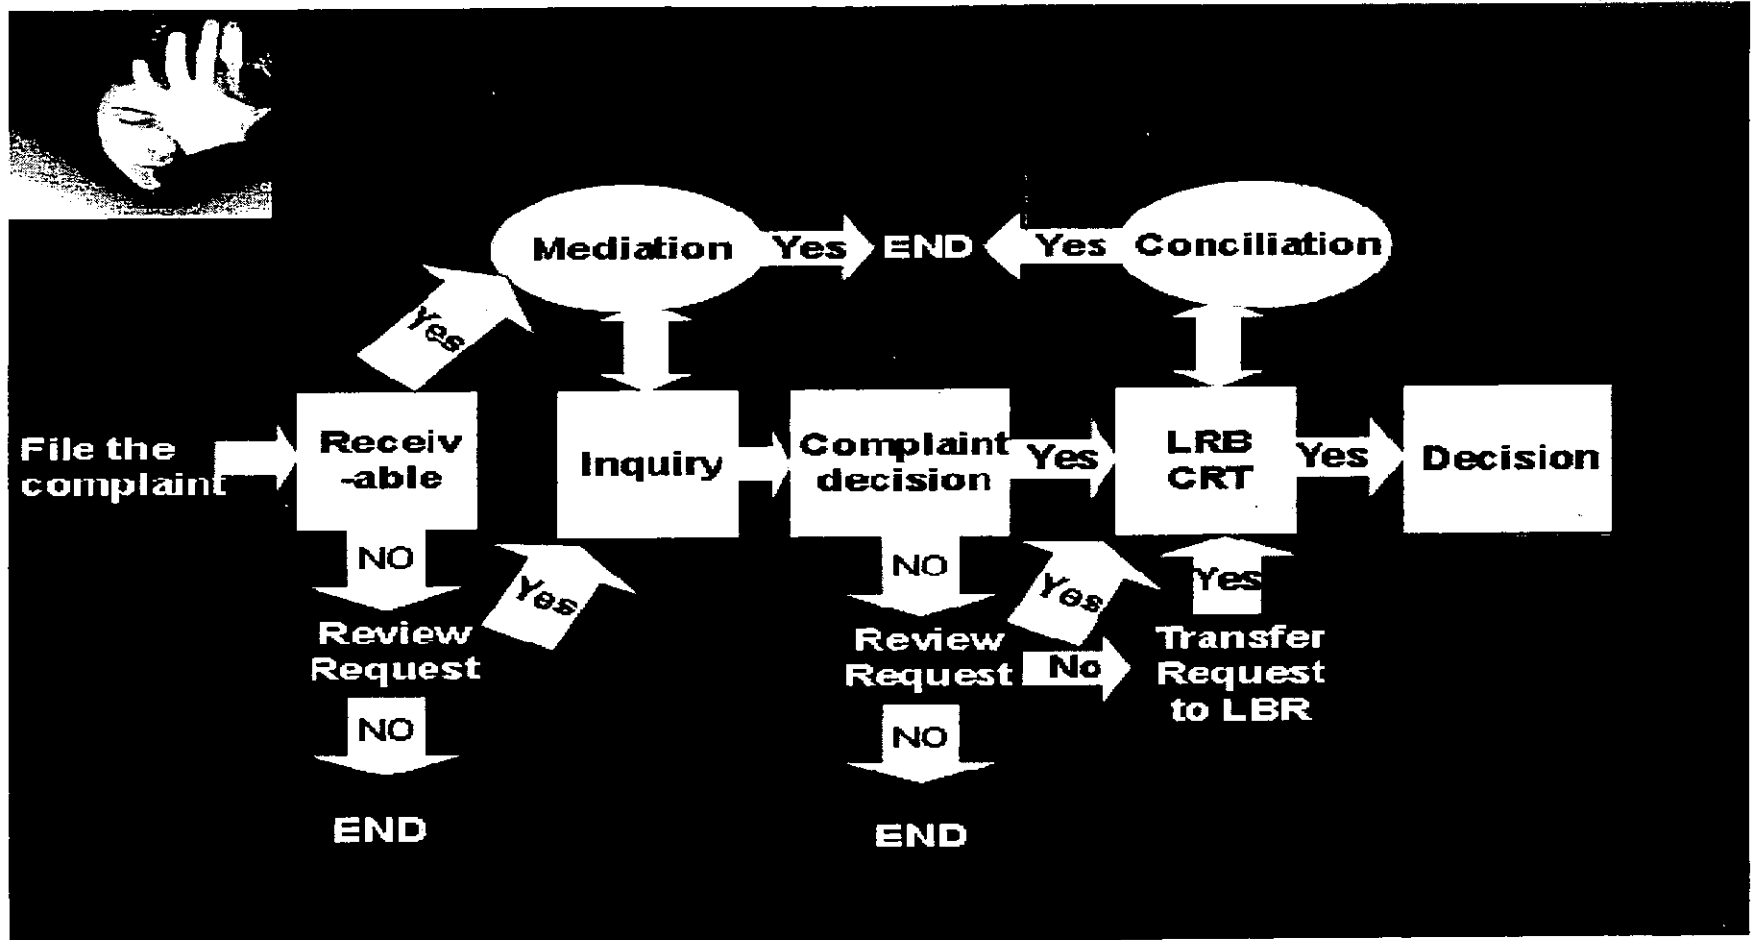 Mediation
Yes
END
Yes
Conciliation
Yes
File the
complaint
Receiv
-able
Inquiry
Complaint
decision
Yes
LRB
CRT
Yes
Decision
NO
Yes
NO
Yes
Yes
Review
Request
Review
Request
No
Transfer
Request
to LBR
NO
NO
END
END